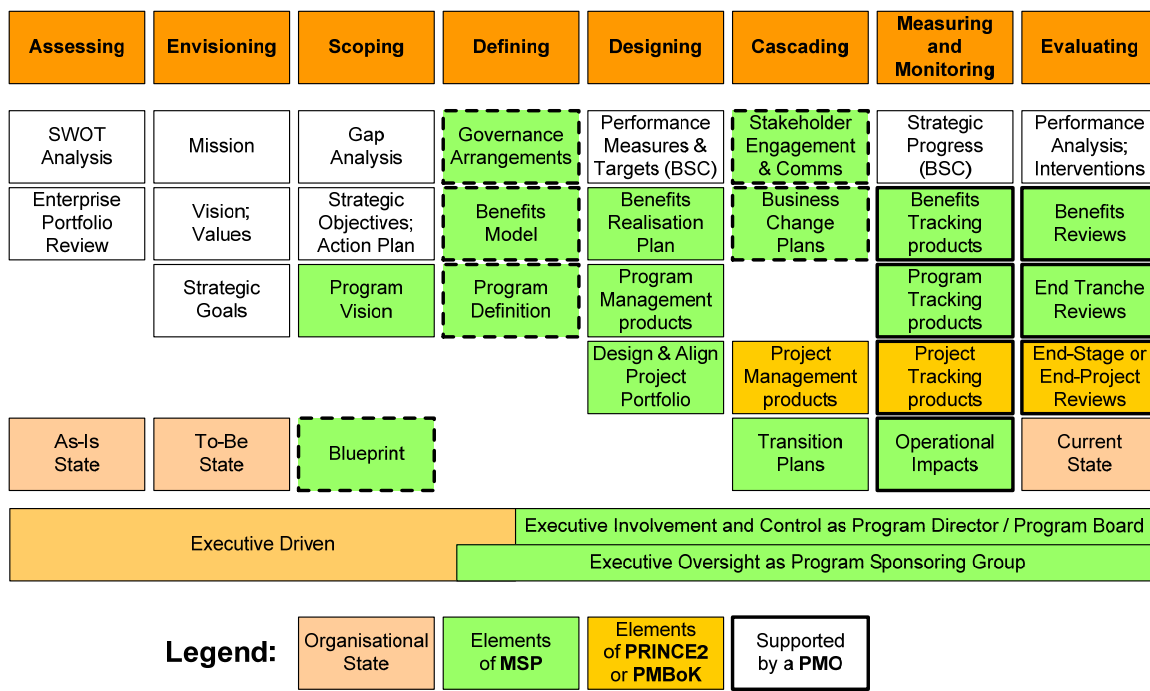 Assessing
Envisioning
Scoping
Defining
Designing
Cascading
Measuring
and
Monitoring
Evaluating
SWOT
Analysis
Mission
Gap
Analysis
Governance
Arrangements
Performance
Measures &
Targets (BSC)
Stakeholder
Engagement
& Comms
Strategic
Progress
(BSC)
Performance
Analysis;
Interventions
Enterprise
Portfolio
Review
Vision;
Values
Strategic
Objectives;
Action Plan
Benefits
Model
Benefits
Realisation
Plan
Business
Change
Plans
Benefits
Tracking
products
Benefits
Reviews
Strategic
Goals
Program
Vision
Program
Definition
Program
Management
products
Program
Tracking
products
End Tranche
Reviews
Design & Align
Project
Portfolio
Project
Management
products
Project
Tracking
products
End-Stage or
End-Project
Reviews
As-Is
State
To-Be
State
Blueprint
Transition
Plans
Operational
Impacts
Current
State
Executive Driven
Executive Involvement and Control as Program Director / Program Board
Executive Oversight as Program Sponsoring Group
Legend:
Organisational
State
Elements
of MSP
Elements
of PRINCE2
or PMBoK
Supported
by a PMO